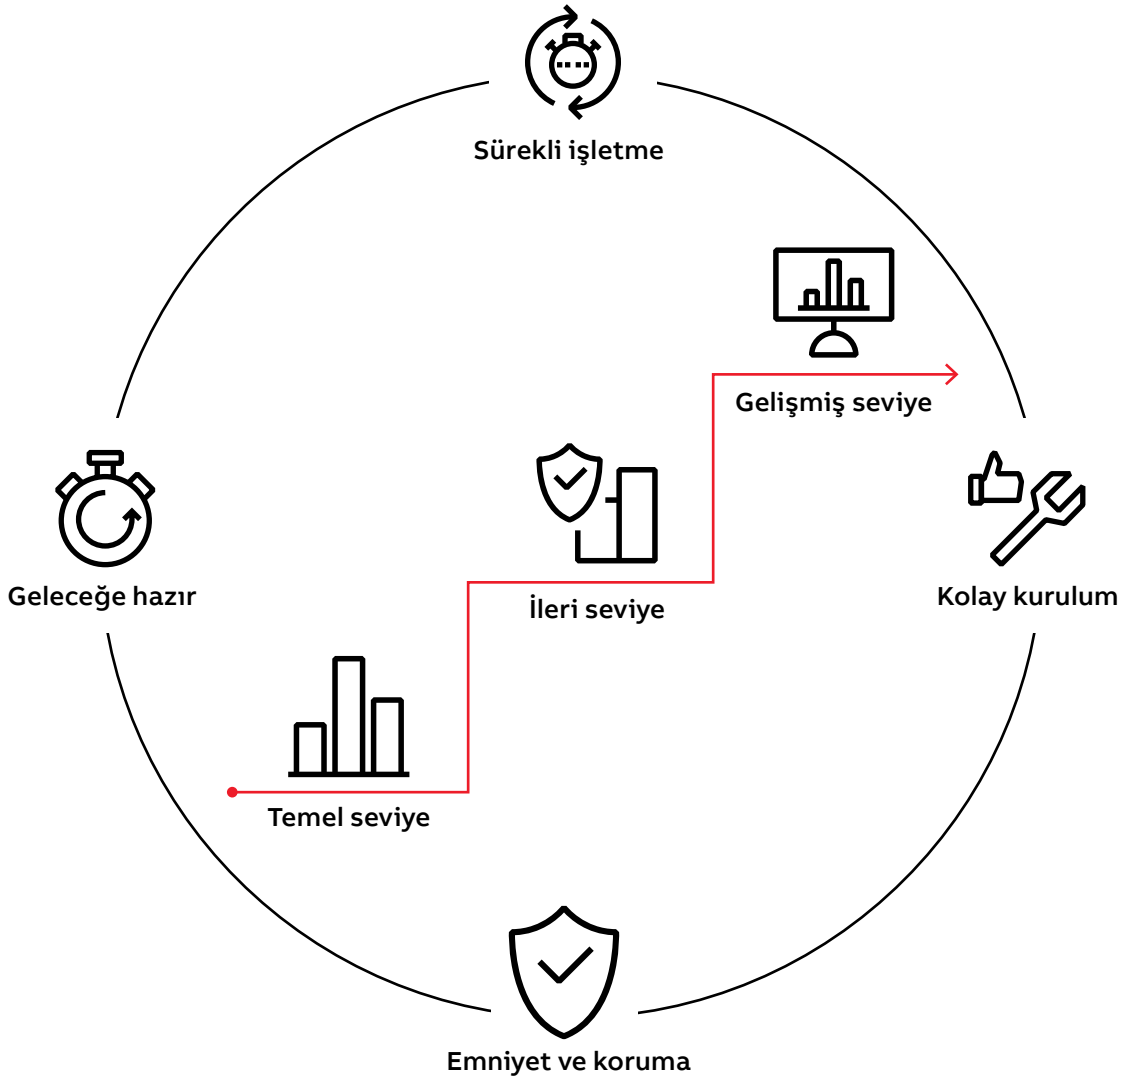 Sürekli işletme
Gelişmiş seviye
Geleceğe hazır
İleri seviye
Kolay kurulum
Temel seviye
Emniyet ve koruma